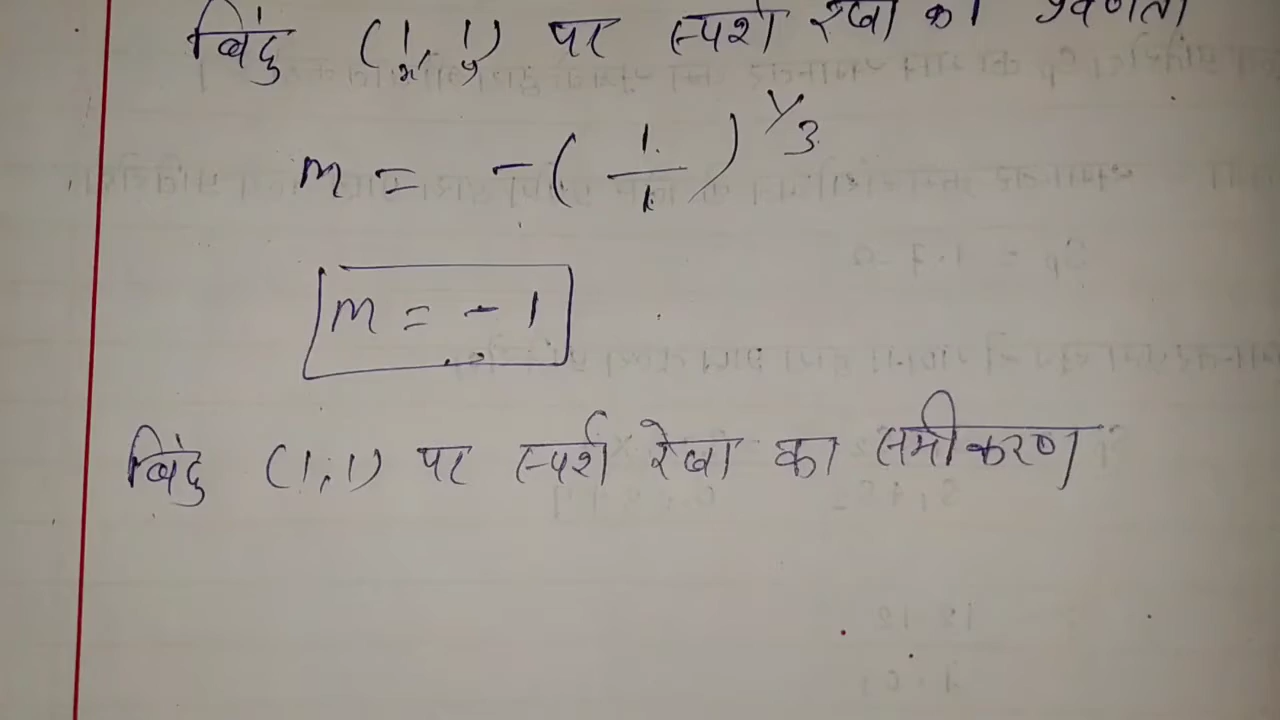 बिंदु (1, 1) पर स्पर्श रेखा की प्रवणता
x y
m = -(1/1)^1/3
m = - 1
बिंदु (1,1) पर स्पर्श रेखा का समीकरण